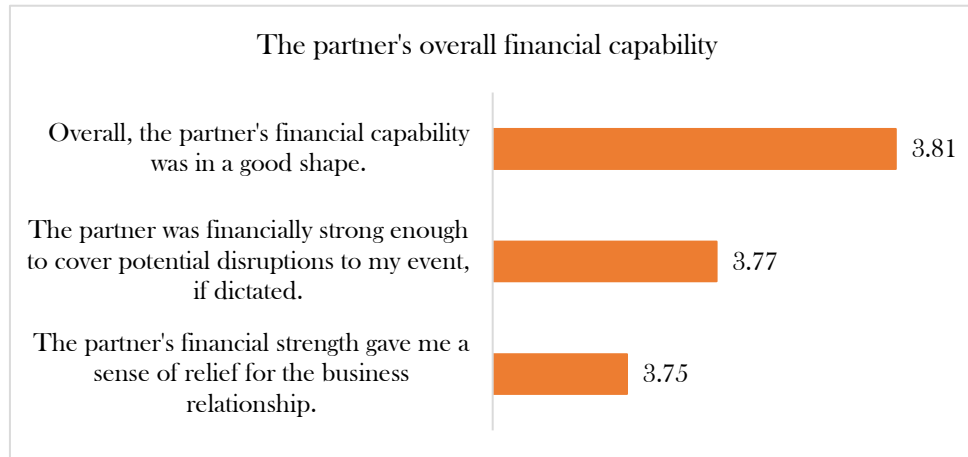 The partner's overall financial capability
Overall, the partner's financial capability
was in a good shape.
3.81
The partner was financially strong enough
to cover potential disruptions to my event,
if dictated.
3.77
The partner's financial strength gave me a
sense of relief for the business
relationship.
3.75